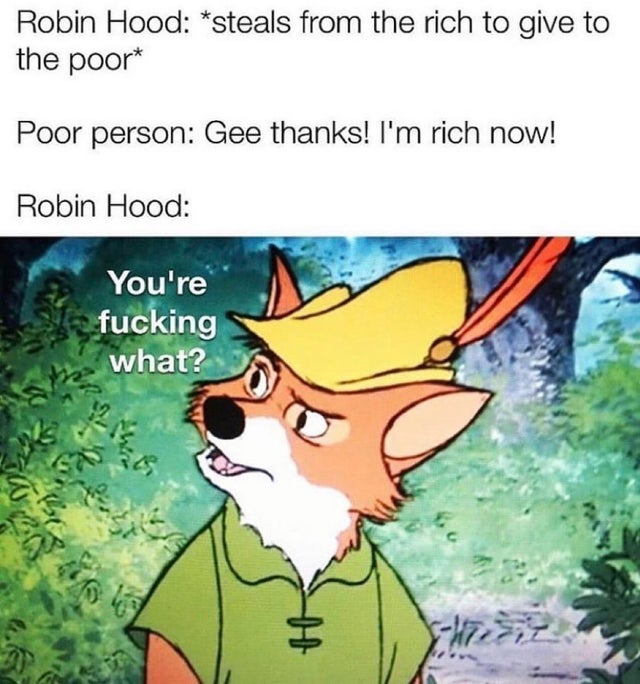 Robin Hood: *steals from the rich to give to
the poor*
Poor person: Gee thanks! I'm rich now!
Robin Hood:
You're
fucking
what?